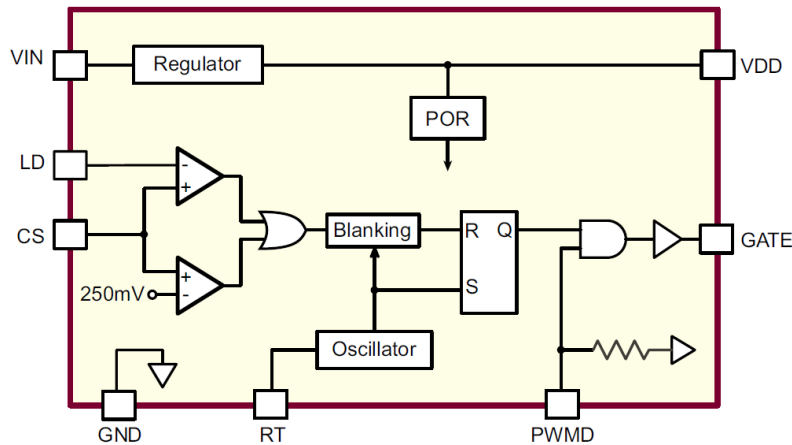 VIN
Regulator
VDD
POR
LD
-
+
CS
+
250mV
-
Blanking
R
Q
S
GATE
Oscillator
GND
RT
PWMD